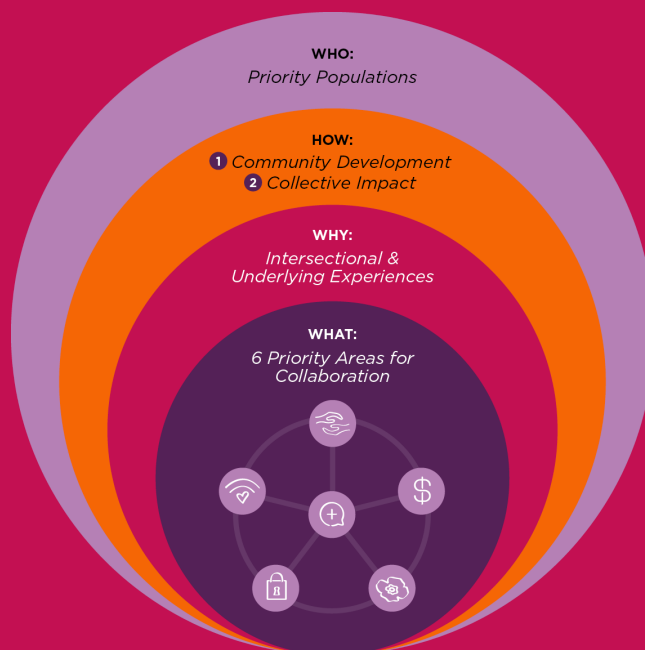 WHO:
Priority Populations
HOW:
1 Community Development
2 Collective Impact
WHY:
Intersectional &
Underlying Experiences
WHAT:
6 Priority Areas for
Collaboration
$